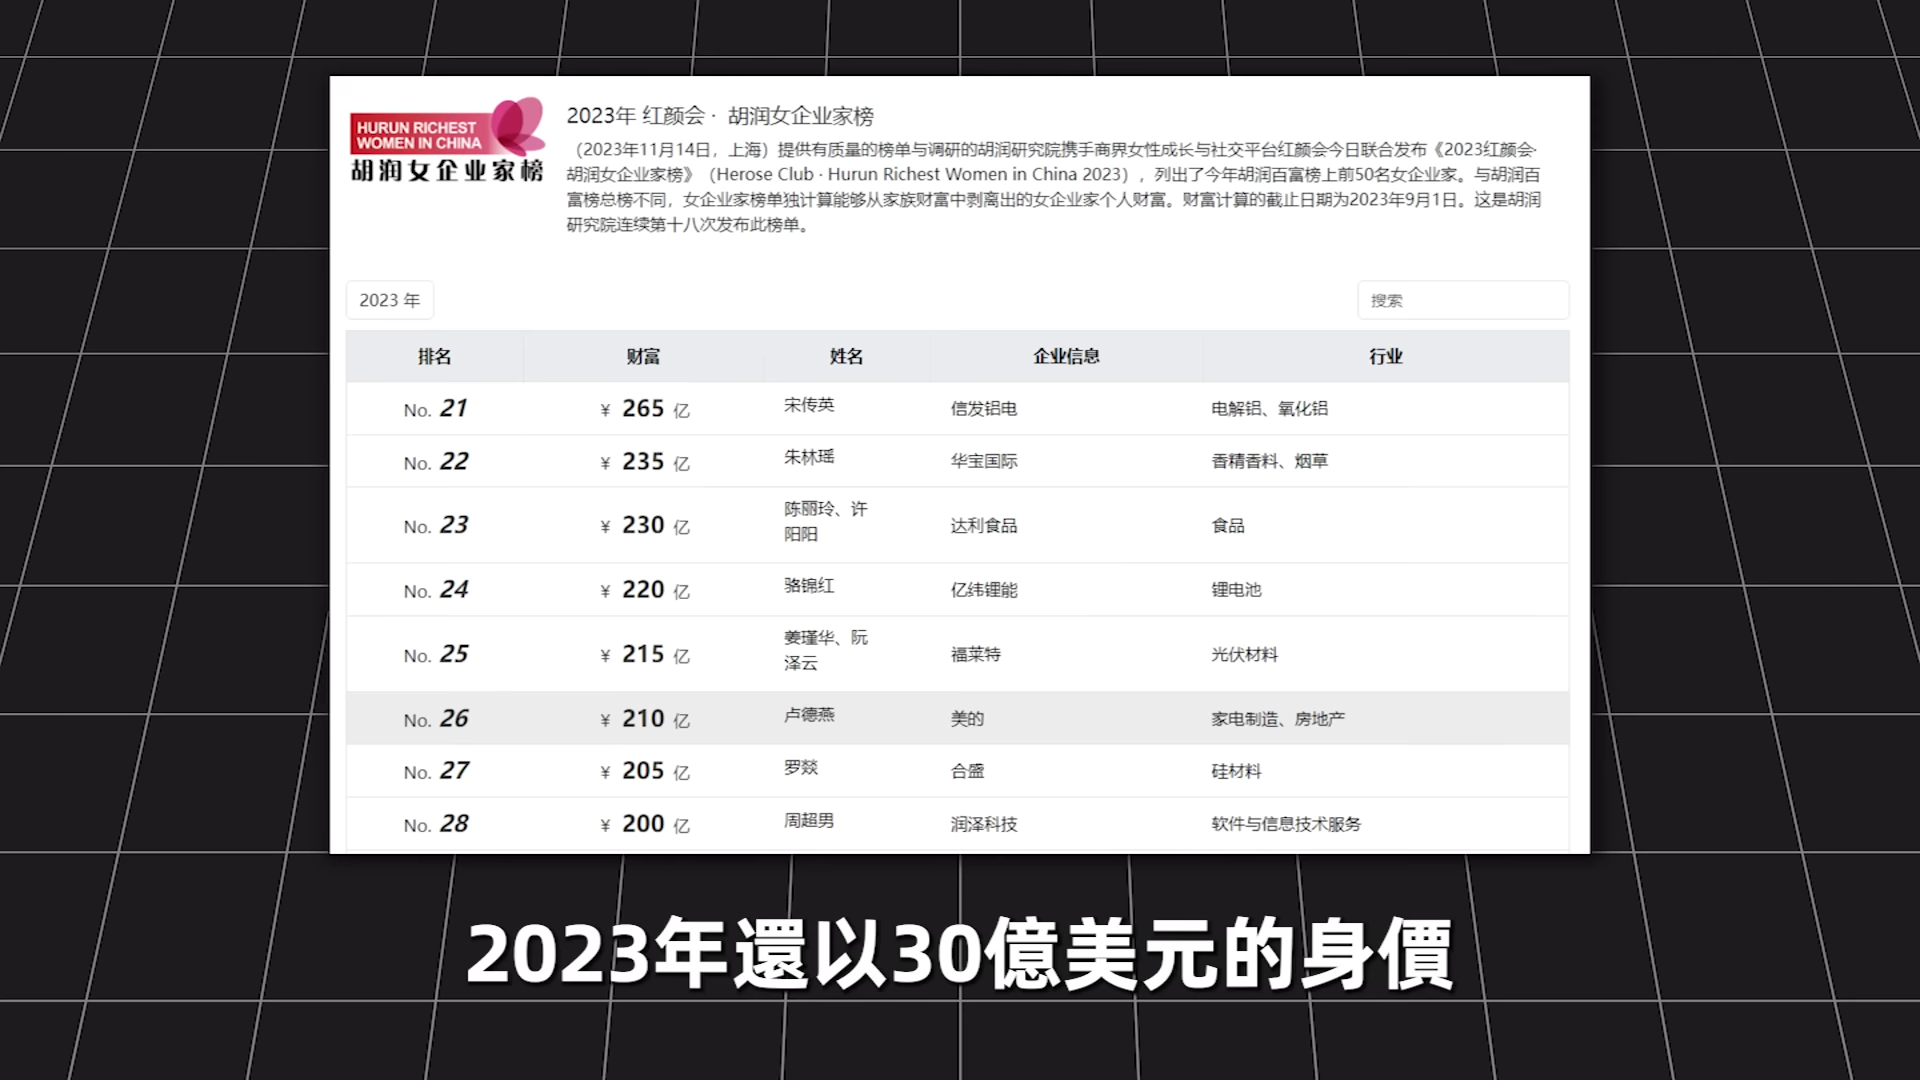 HURUN RICHEST
WOMEN IN CHINA
胡润女企业家榜
2023年 红颜会 · 胡润女企业家榜
（2023年11月14日，上海）提供有质量的榜单与调研的胡润研究院携手商界女性成长与社交平台红颜会今日联合发布《2023红颜会·
胡润女企业家榜》（Herose Club · Hurun Richest Women in China 2023），列出了今年胡润百富榜上前50名女企业家。与胡润百
富榜总榜不同，女企业家榜单独计算能够从家族财富中剥离出的女企业家个人财富。财富计算的截止日期为2023年9月1日。这是胡润
研究院连续第十八次发布此榜单。
2023 年 搜索
排名 财富 姓名 企业信息 行业
No. 21 ¥ 265 亿 宋传英 信发铝电 电解铝、氧化铝
No. 22 ¥ 235 亿 朱林瑶 华宝国际 香精香料、烟草
No. 23 ¥ 230 亿 陈丽玲、许阳阳 达利食品 食品
No. 24 ¥ 220 亿 骆锦红 亿纬锂能 锂电池
No. 25 ¥ 215 亿 姜瑾华、阮泽云 福莱特 光伏材料
No. 26 ¥ 210 亿 卢德燕 美的 家电制造、房地产
No. 27 ¥ 205 亿 罗燚 合盛 硅材料
No. 28 ¥ 200 亿 周超男 润泽科技 软件与信息技术服务
2023年還以30億美元的身價